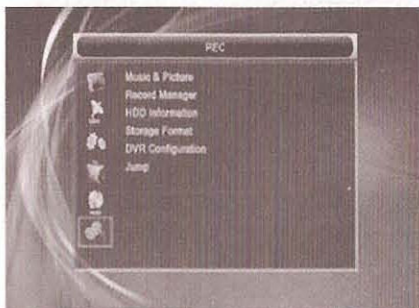 REC
Music & Picture
Record Manager
HDD Information
Storage Format
DVR Configuration
Jump